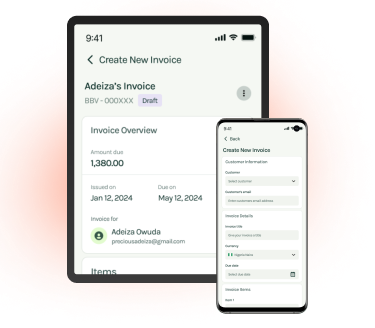 9:41
Create New Invoice
Adeiza's Invoice
BBV - 000XXX Draft
Invoice Overview
Amount due
1,380.00
Issued on Due on
Jan 12, 2024 May 12, 2024
Invoice for
Adeiza Owuda
preciousadeiza@gmail.com
Items
9:41
Back
Create New Invoice
Customer Information
Customer
Select customer
Customer's email
Enter customers email address
Invoice Details
Invoice title
Give your invoice a title
Currency
Nigeria Naira
Due date
Select due date
Invoice Items
Item 1